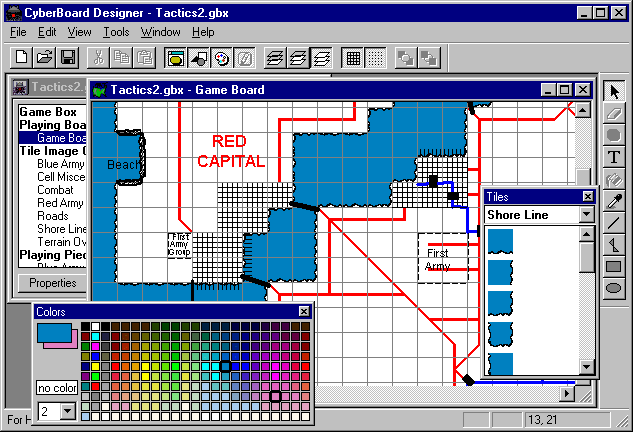 CyberBoard Designer - Tactics2.gbx
File Edit View Tools Window Help
Tactics2.gbx
Tactics2.gbx - Game Board
Game Box
Playing Boa
Game Boa
Tile Image
Blue Army
Cell Misce
Combat
Red Army
Roads
Shore Line
Terrain Ov
Playing Piec
Properties
Beach
RED
CAPITAL
First
Army
Group
First
Army
Tiles
Shore Line
Colors
no color
2
For H
13, 21